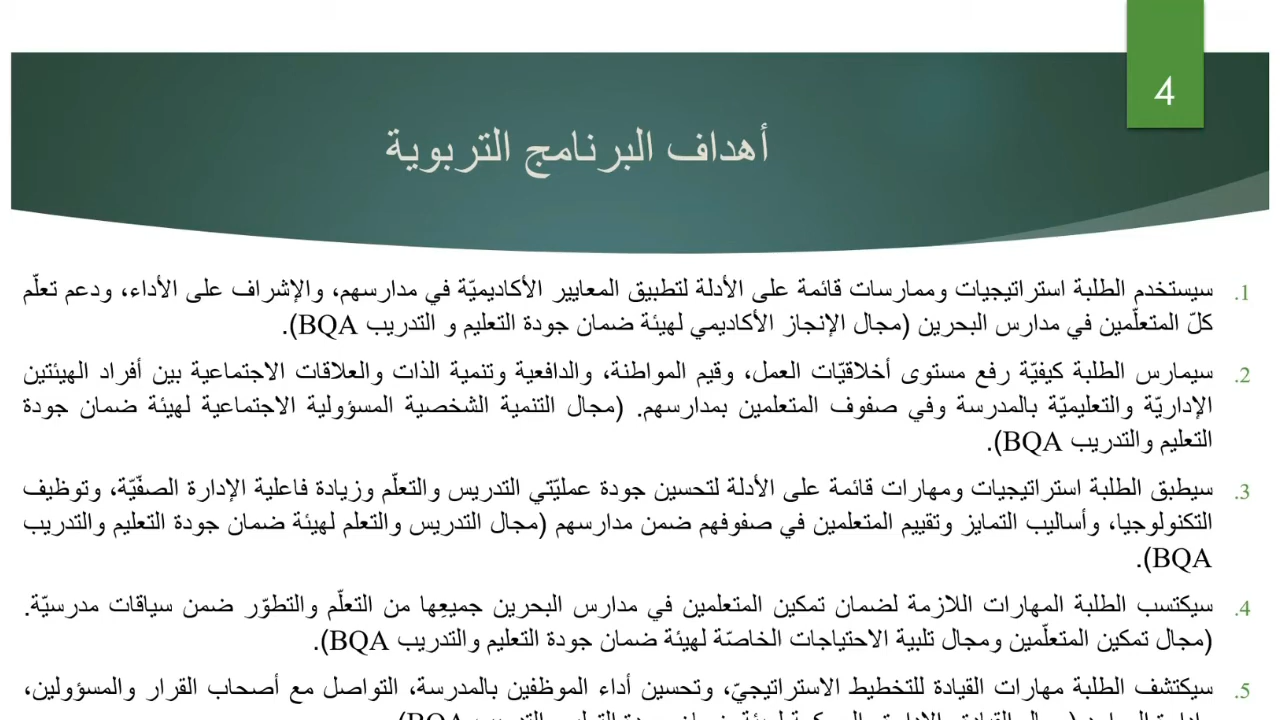 4
أهداف البرنامج التربوية
1. سيستخدم الطلبة استراتيجيات وممارسات قائمة على الأدلة لتطبيق المعايير الأكاديميّة في مدارسهم، والإشراف على الأداء، ودعم تعلّم
كلّ المتعلّمين في مدارس البحرين (مجال الإنجاز الأكاديمي لهيئة ضمان جودة التعليم و التدريب BQA).
2. سيمارس الطلبة كيفيّة رفع مستوى أخلاقيّات العمل، وقيم المواطنة، والدافعية وتنمية الذات والعلاقات الاجتماعية بين أفراد الهيئتين
الإداريّة والتعليميّة بالمدرسة وفي صفوف المتعلمين بمدارسهم. (مجال التنمية الشخصية المسؤولية الاجتماعية لهيئة ضمان جودة
التعليم والتدريب BQA).
3. سيطبق الطلبة استراتيجيات ومهارات قائمة على الأدلة لتحسين جودة عمليّتي التدريس والتعلّم وزيادة فاعلية الإدارة الصفّيّة، وتوظيف
التكنولوجيا، وأساليب التمايز وتقييم المتعلمين في صفوفهم ضمن مدارسهم (مجال التدريس والتعلم لهيئة ضمان جودة التعليم والتدريب
BQA).
4. سيكتسب الطلبة المهارات اللازمة لضمان تمكين المتعلمين في مدارس البحرين جميعِها من التعلّم والتطوّر ضمن سياقات مدرسيّة.
(مجال تمكين المتعلّمين ومجال تلبية الاحتياجات الخاصّة لهيئة ضمان جودة التعليم والتدريب BQA).
5. سيكتشف الطلبة مهارات القيادة للتخطيط الاستراتيجيّ، وتحسين أداء الموظفين بالمدرسة، التواصل مع أصحاب القرار والمسؤولين،